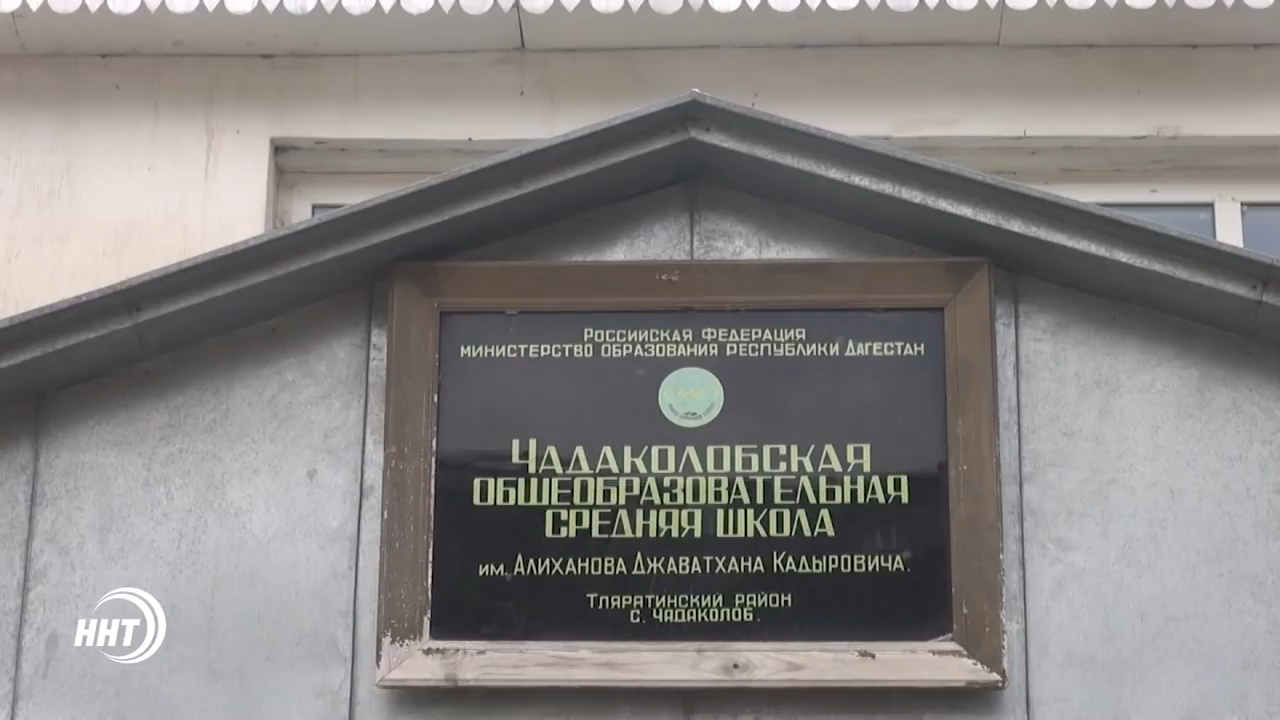 Российская Федерация
министерство образования республики Дагестан
Чадаколобская
общеобразовательная
средняя школа
им. Алиханова Джаватхана Кадыровича.
Тляратинский район
с. Чадаколоб.
ННТ